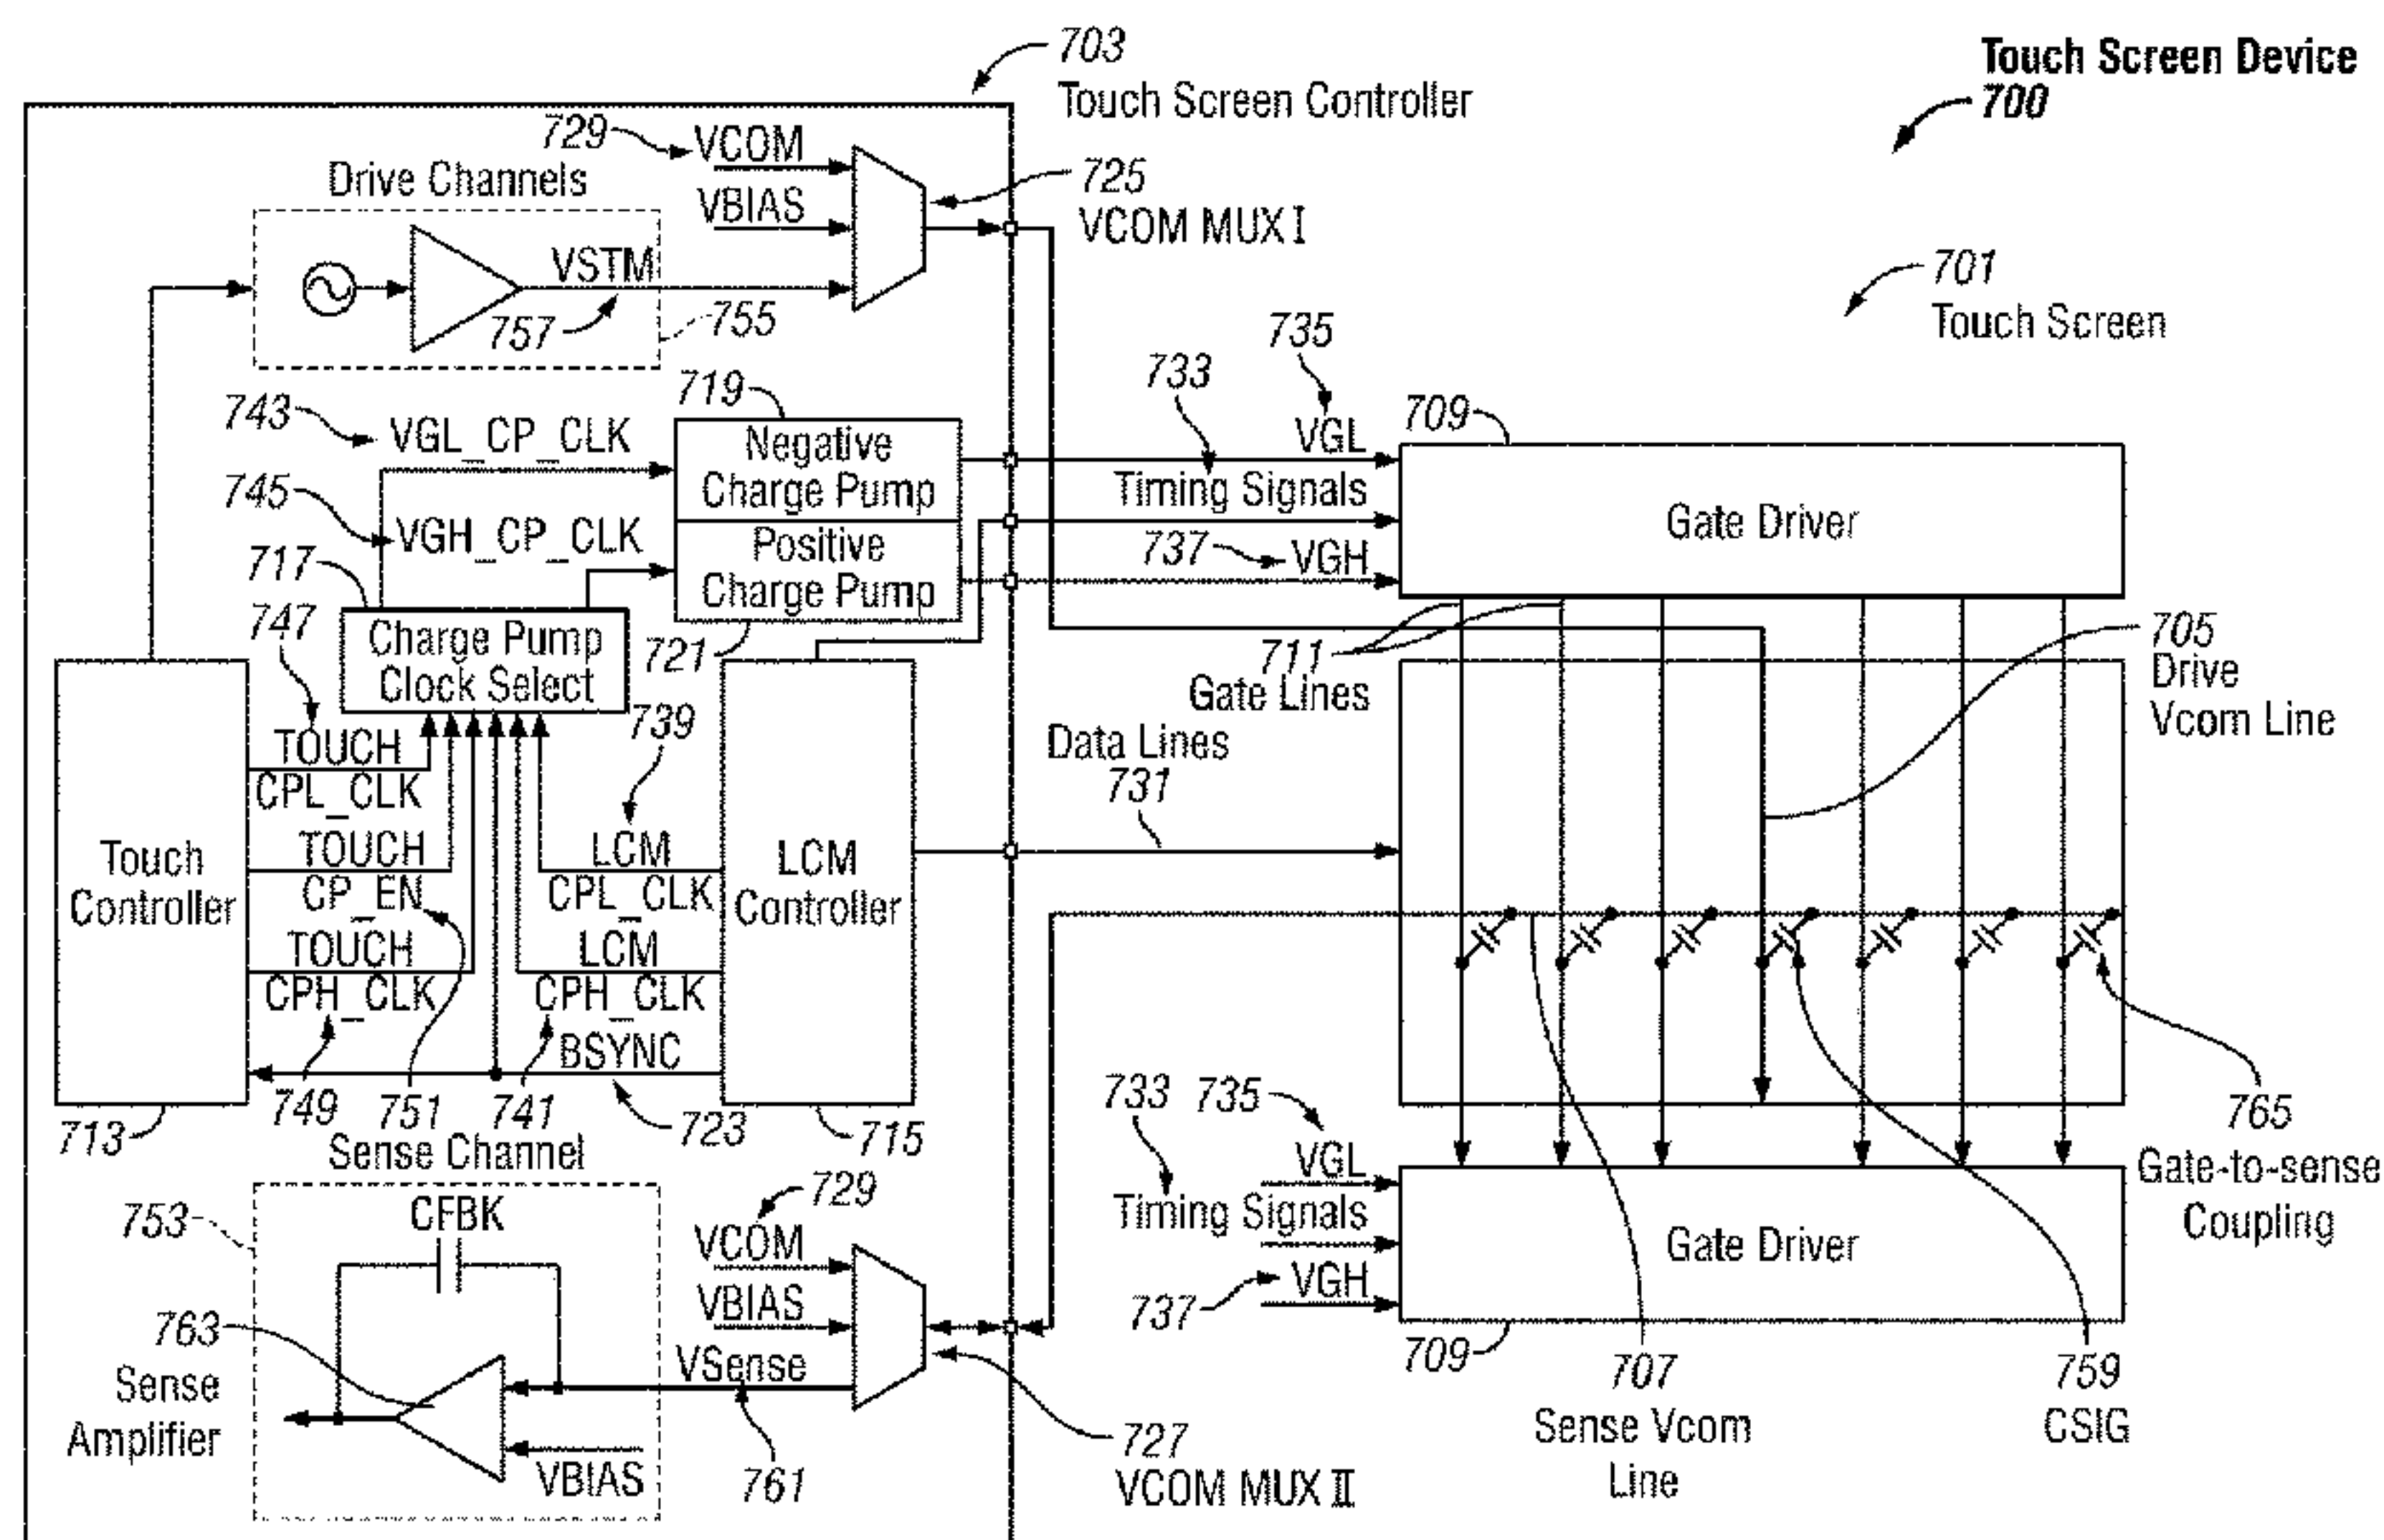 703
Touch Screen Controller
Touch Screen Device
700
729
VCOM
Drive Channels
VBIAS
725
VCOM MUX I
VSTM
757
755
701
Touch Screen
735
733
719
743
VGL_CP_CLK
Negative
Charge Pump
VGL
709
Timing Signals
745
VGH_CP_CLK
Positive
Charge Pump
737
VGH
Gate Driver
717
747
Charge Pump
Clock Select
721
711
Gate Lines
705
Drive
Vcom Line
739
Data Lines
731
TOUCH
CPL_CLK
TOUCH
CP_EN
TOUCH
CPH_CLK
Touch
Controller
LCM
CPL_CLK
LCM
CPH_CLK
BSYNC
LCM
Controller
749
751
741
723
713
715
733
735
765
Gate-to-sense
Coupling
Sense Channel
VGL
Timing Signals
VGH
737
Gate Driver
709
753
CFBK
729
VCOM
VBIAS
VSense
763
Sense
Amplifier
VBIAS
761
727
VCOM MUX II
707
Sense Vcom
Line
759
CSIG